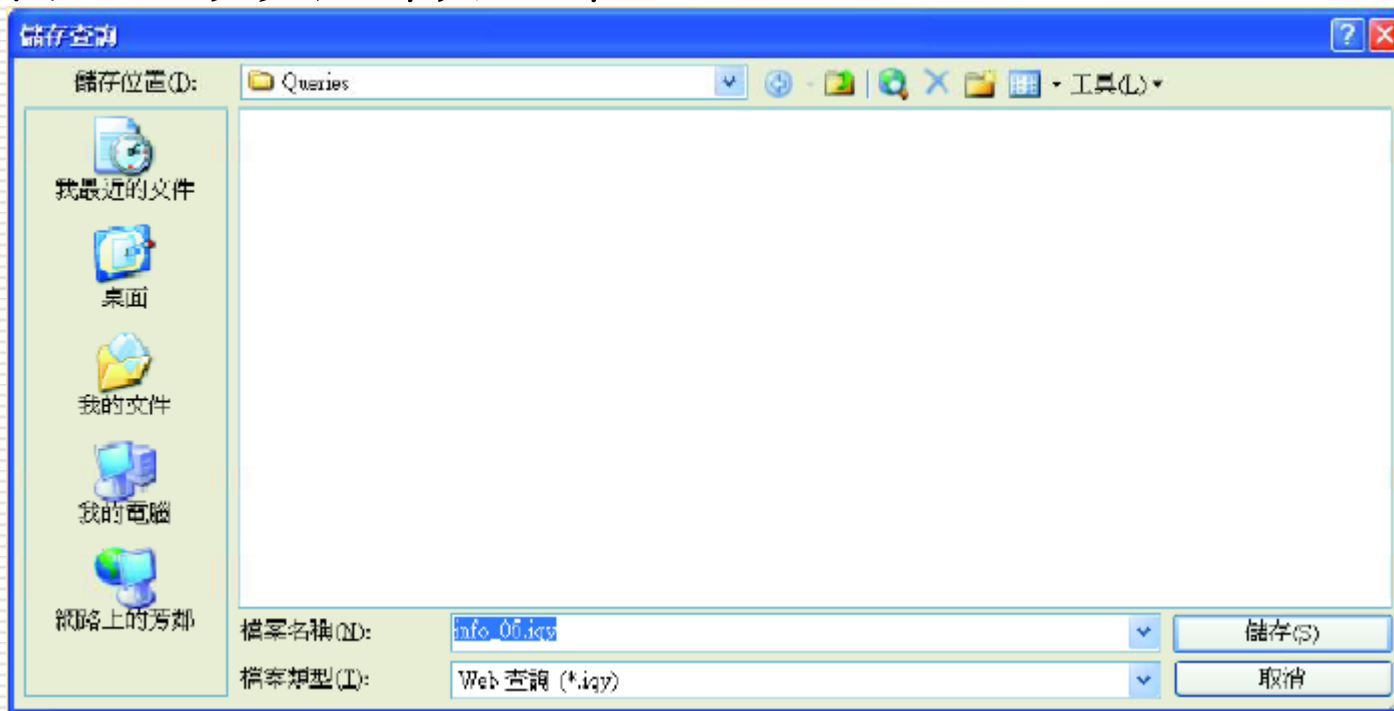 儲存查詢
儲存位置(I):
Queries
工具(L)
我最近的文件
桌面
我的文件
我的電腦
網路上的芳鄰
檔案名稱(N):
info_06.iqy
儲存(S)
檔案類型(T):
Web 查詢 (*.iqy)
取消